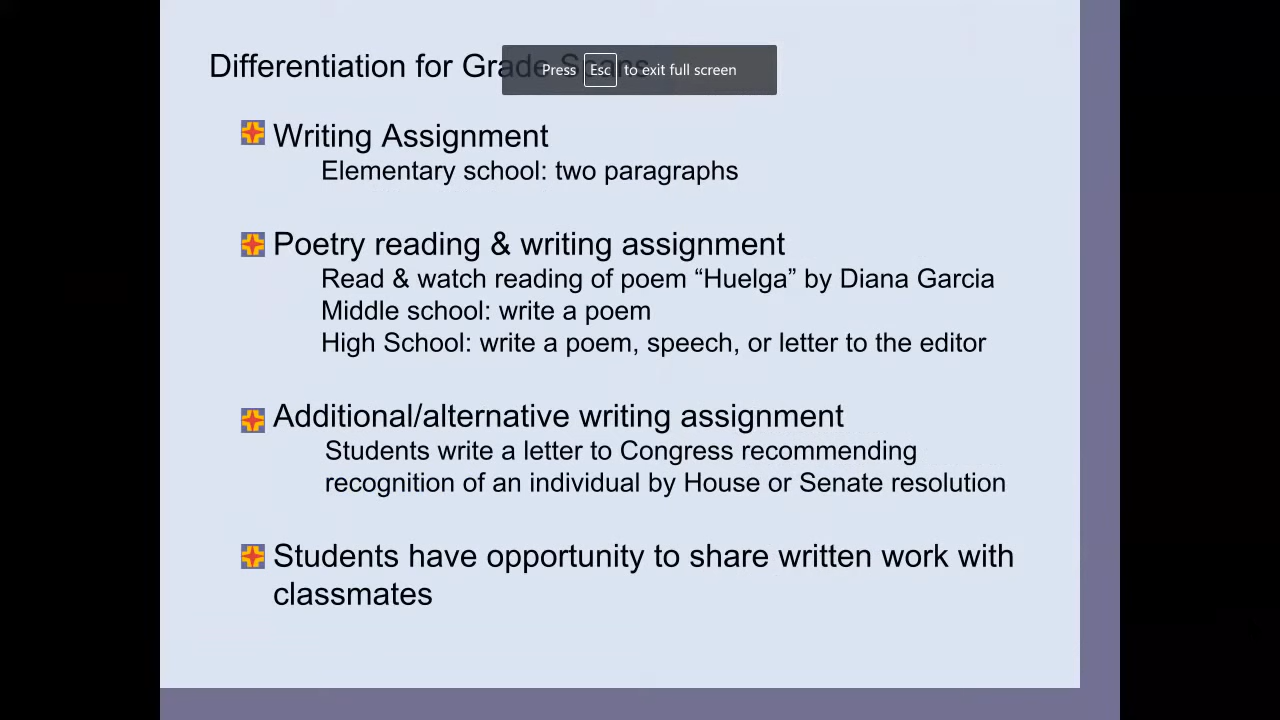 Differentiation for Grade Spans
Press Esc to exit full screen
Writing Assignment
Elementary school: two paragraphs
Poetry reading & writing assignment
Read & watch reading of poem “Huelga” by Diana Garcia
Middle school: write a poem
High School: write a poem, speech, or letter to the editor
Additional/alternative writing assignment
Students write a letter to Congress recommending
recognition of an individual by House or Senate resolution
Students have opportunity to share written work with
classmates